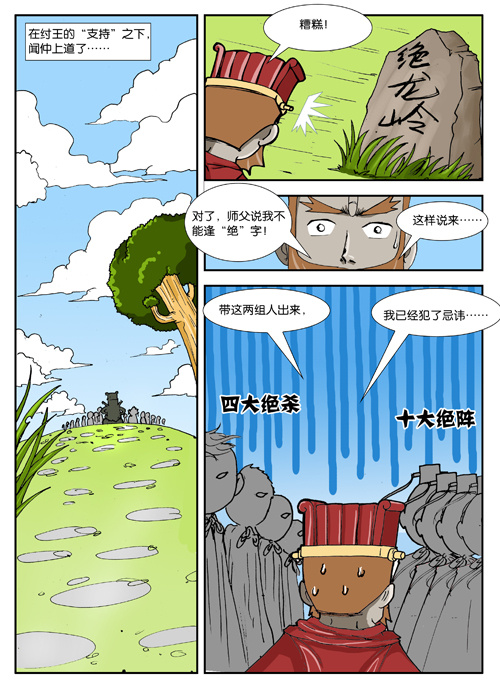 在纣王的“支持”之下，
闻仲上道了……
糟糕！
绝龙岭
对了，师父说我不
能逢“绝”字！
这样说来……
带这两组人出来，
我已经犯了忌讳……
四大绝杀
十大绝阵